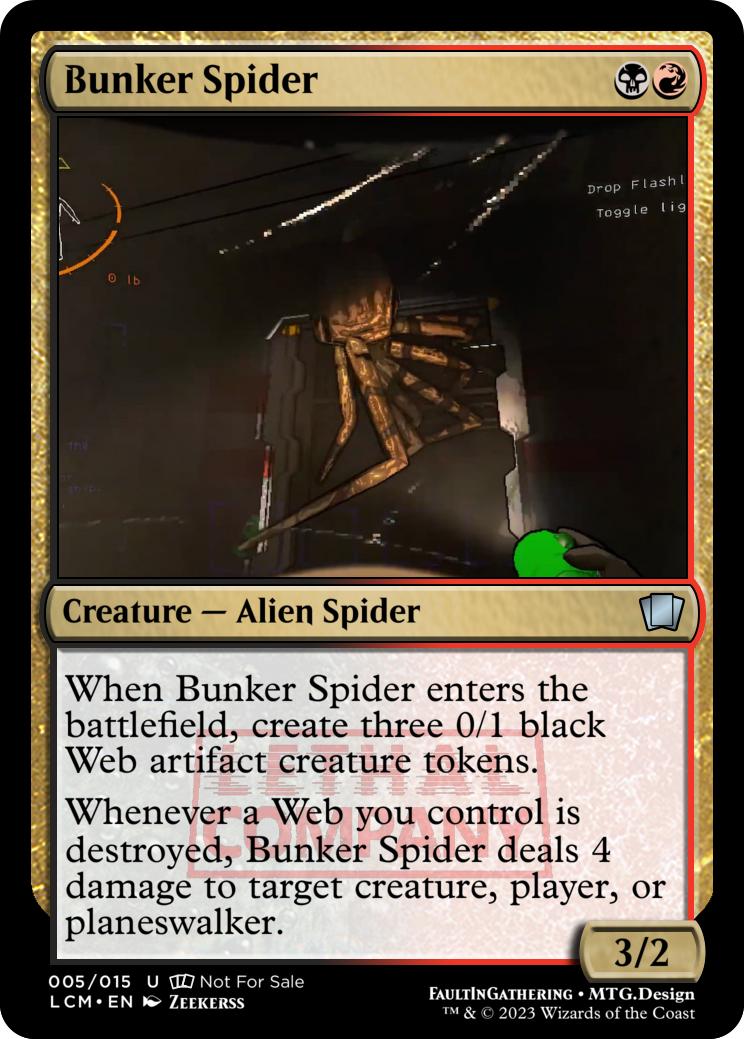 Bunker Spider
Drop Flashl
Toggle lig
0 lb
Creature — Alien Spider
When Bunker Spider enters the
battlefield, create three 0/1 black
Web artifact creature tokens.
LETHAL
COMPANY
Whenever a Web you control is
destroyed, Bunker Spider deals 4
damage to target creature, player, or
planeswalker.
3/2
005/015 U Not For Sale
LCM • EN ZEEKERSS
FAULTINGATHERING • MTG.DESIGN
™ & © 2023 Wizards of the Coast